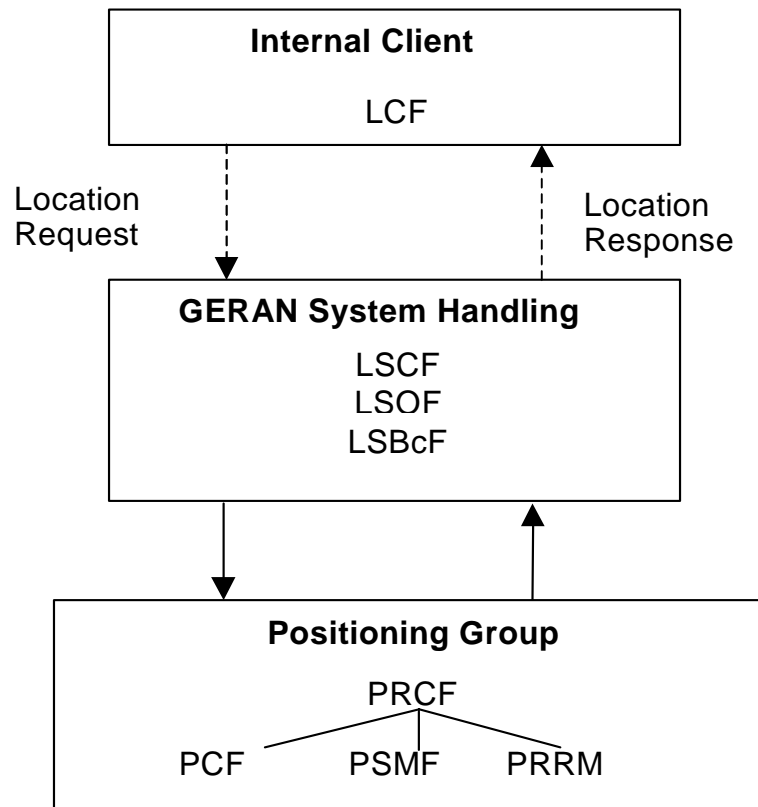 Internal Client
LCF
Location
Request
Location
Response
GERAN System Handling
LSCF
LSOF
LSBcF
Positioning Group
PRCF
PCF PSMF PRRM